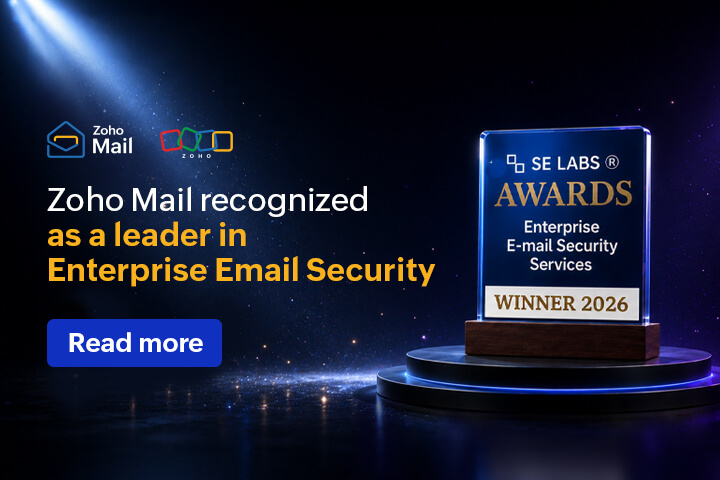 Zoho
Mail
ZOHO
Zoho Mail recognized
as a leader in
Enterprise Email Security
Read more
SE LABS ®
AWARDS
Enterprise
E-mail Security
Services
WINNER 2026